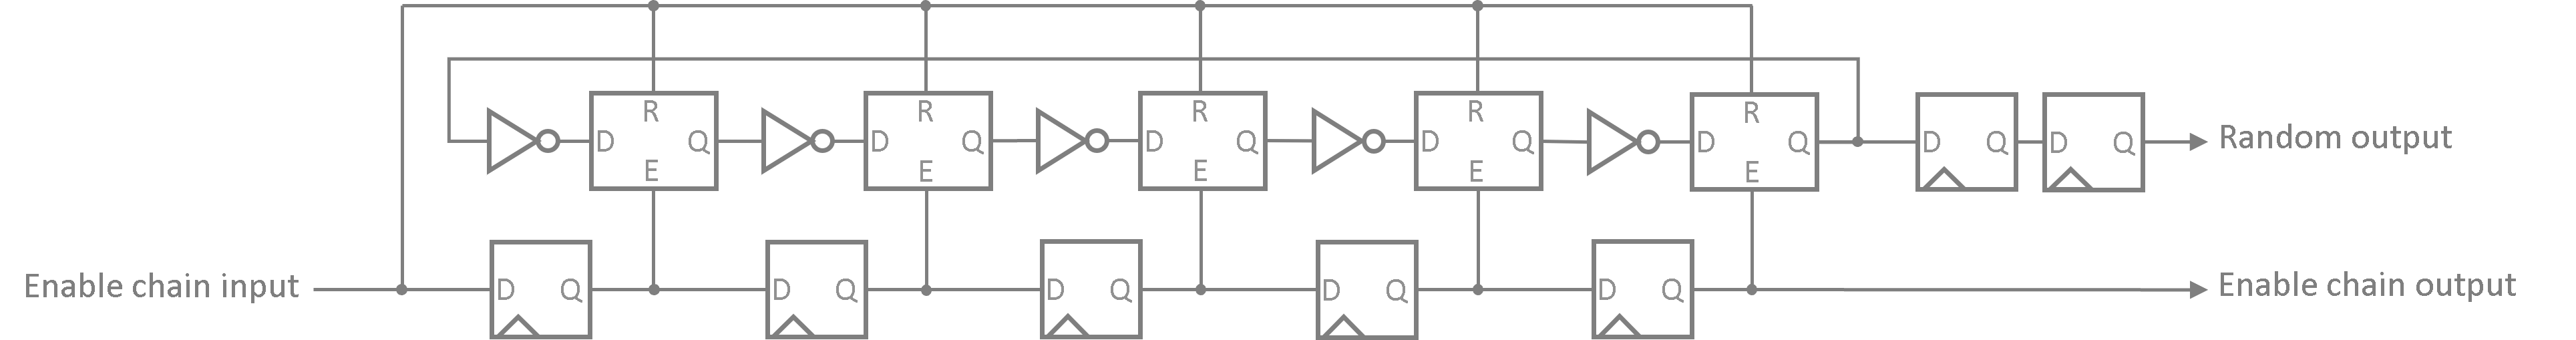 R R R R R
D Q D Q D Q D Q D Q D Q D Q Random output
E E E E E
Enable chain input D Q D Q D Q D Q D Q Enable chain output